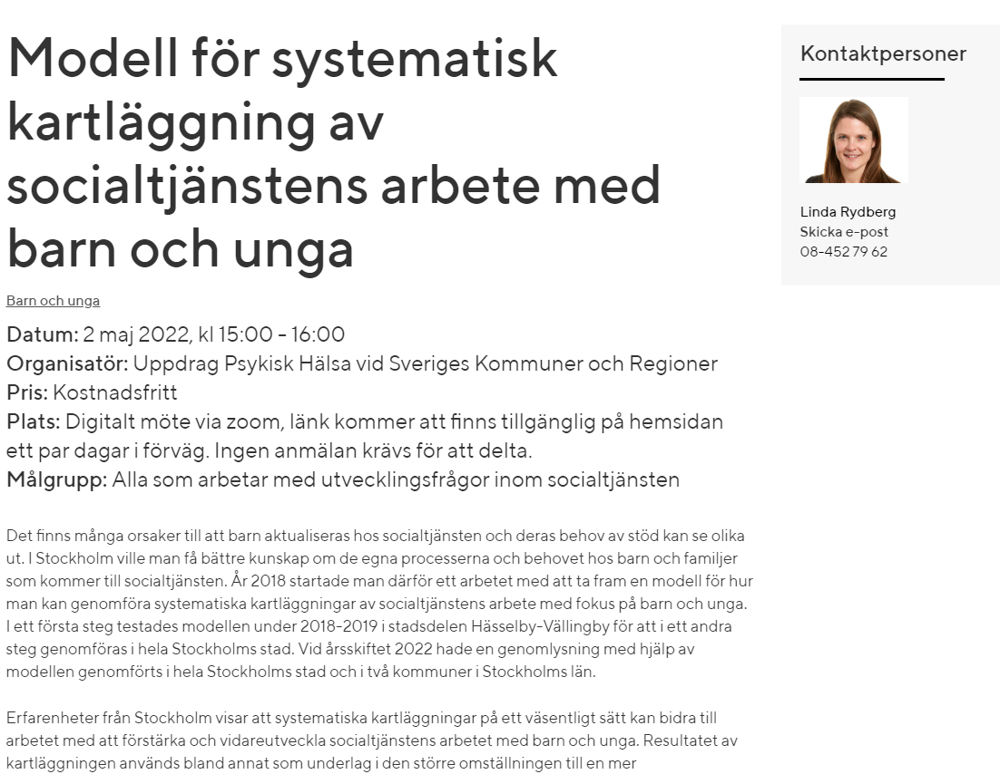 Modell för systematisk
kartläggning av
socialtjänstens arbete med
barn och unga
Barn och unga
Datum: 2 maj 2022, kl 15:00 - 16:00
Organisatör: Uppdrag Psykisk Hälsa vid Sveriges Kommuner och Regioner
Pris: Kostnadsfritt
Plats: Digitalt möte via zoom, länk kommer att finns tillgänglig på hemsidan
ett par dagar i förväg. Ingen anmälan krävs för att delta.
Målgrupp: Alla som arbetar med utvecklingsfrågor inom socialtjänsten
Det finns många orsaker till att barn aktualiseras hos socialtjänsten och deras behov av stöd kan se olika
ut. I Stockholm ville man få bättre kunskap om de egna processerna och behovet hos barn och familjer
som kommer till socialtjänsten. År 2018 startade man därför ett arbetet med att ta fram en modell för hur
man kan genomföra systematiska kartläggningar av socialtjänstens arbete med fokus på barn och unga.
I ett första steg testades modellen under 2018-2019 i stadsdelen Hässelby-Vällingby för att i ett andra
steg genomföras i hela Stockholms stad. Vid årsskiftet 2022 hade en genomlysning med hjälp av
modellen genomförts i hela Stockholms stad och i två kommuner i Stockholms län.
Erfarenheter från Stockholm visar att systematiska kartläggningar på ett väsentligt sätt kan bidra till
arbetet med att förstärka och vidareutveckla socialtjänstens arbetet med barn och unga. Resultatet av
kartläggningen används bland annat som underlag i den större omställningen till en mer
Kontaktpersoner
Linda Rydberg
Skicka e-post
08-452 79 62